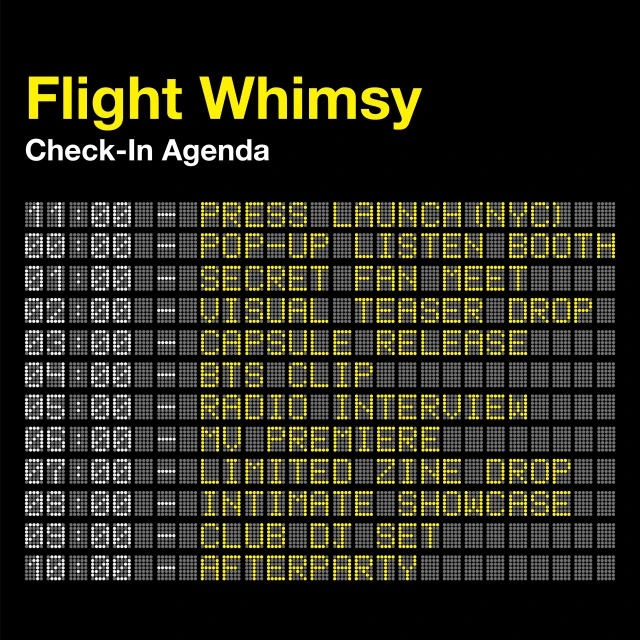 Flight Whimsy
Check-In Agenda
11:00 – PRESS LAUNCH(NYC)
00:00 – POP-UP LISTEN BOOTH
01:00 – SECRET FAN MEET
02:00 – VISUAL TEASER DROP
03:00 – CAPSULE RELEASE
04:00 – BTS CLIP
05:00 – RADIO INTERVIEW
06:00 – MV PREMIERE
07:00 – LIMITED ZINE DROP
08:00 – INTIMATE SHOWCASE
09:00 – CLUB DJ SET
10:00 – AFTERPARTY